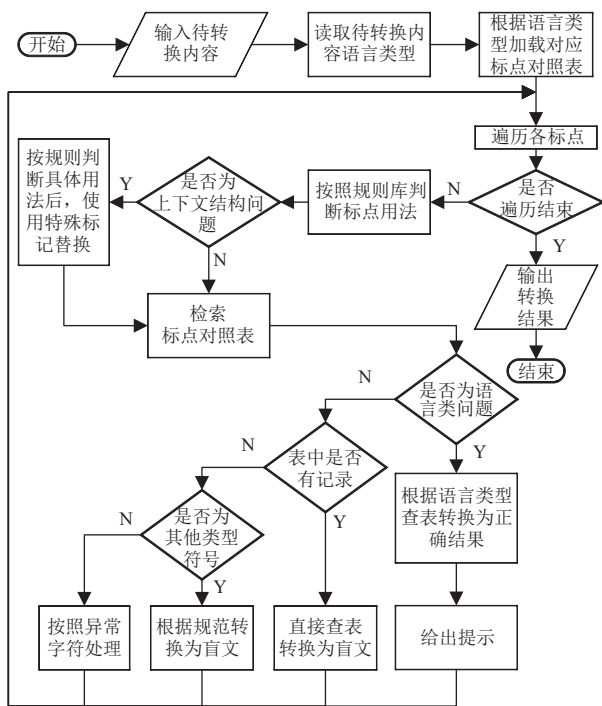 开始
输入待转
换内容
读取待转换内
容语言类型
根据语言类
型加载对应
标点对照表
遍历各标点
是否
遍历结束
N
Y
按照规则库判
断标点用法
是否为
上下文结构问
题
Y
N
按规则判
断具体用
法后，使
用特殊标
记替换
输出
转换
结果
结束
检索
标点对照表
是否为语
言类问题
N
Y
表中是否
有记录
N
Y
根据语言类型
查表转换为正
确结果
是否为
其他类型
符号
N
Y
按照异常
字符处理
根据规范转
换为盲文
直接查表
转换为盲文
给出提示